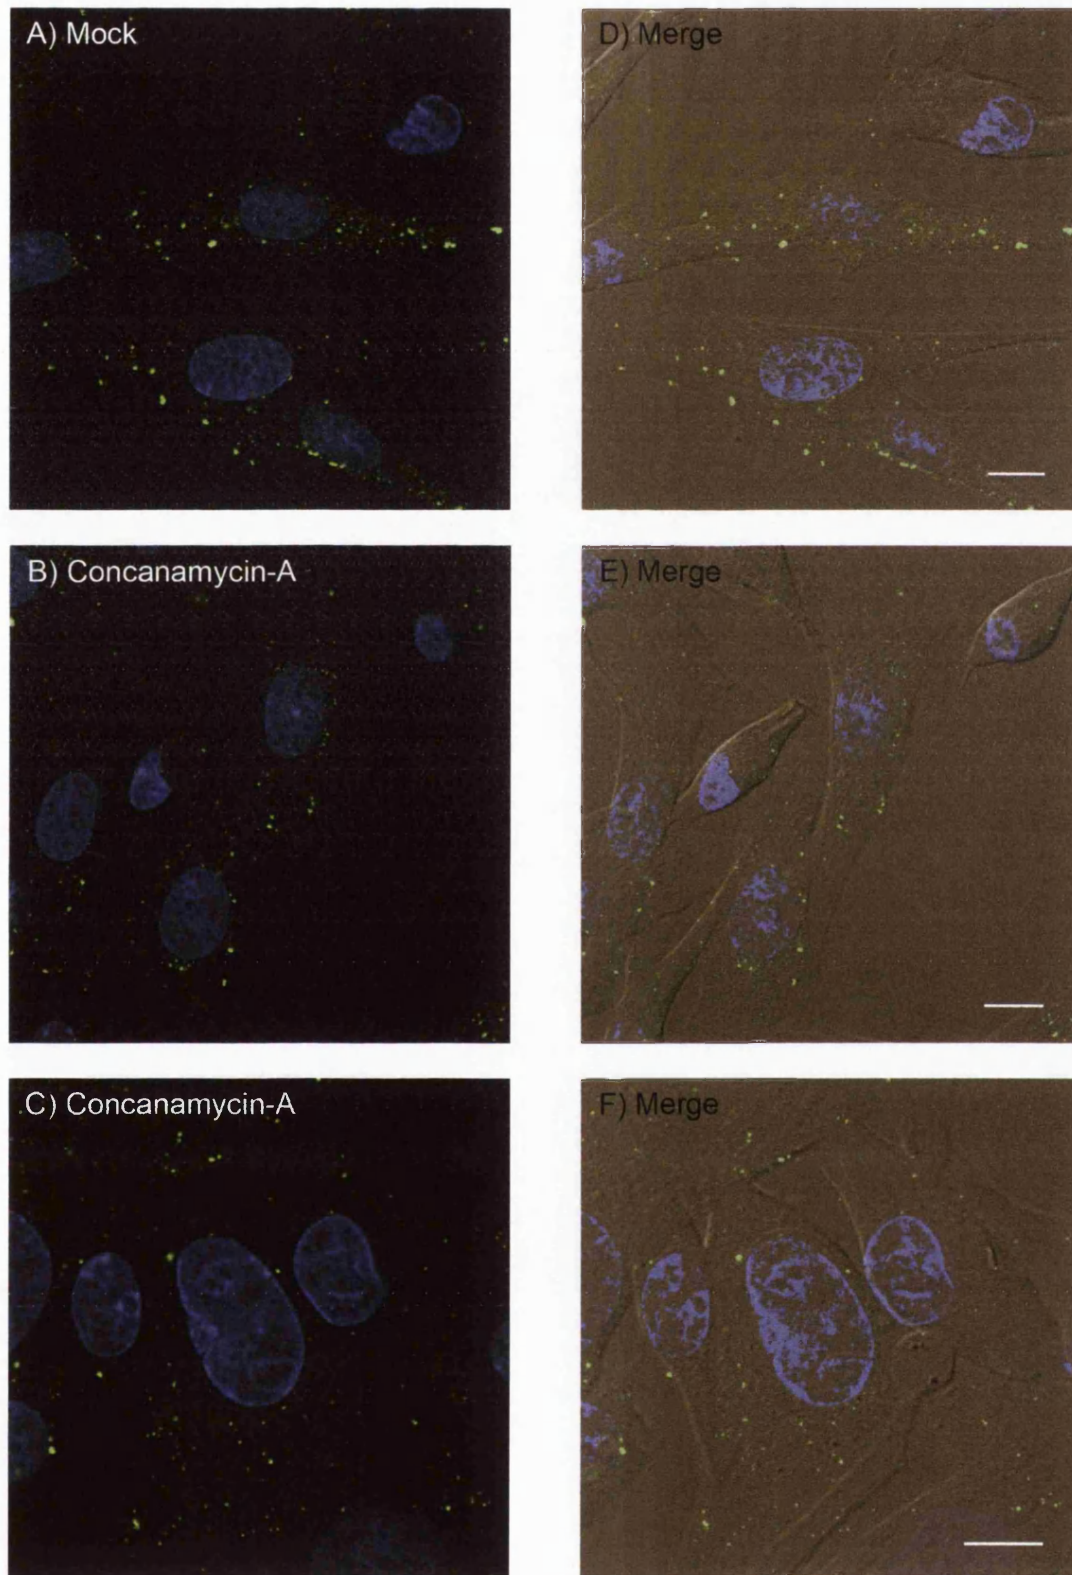 A) Mock
D) Merge
B) Concanamycin-A
E) Merge
C) Concanamycin-A
F) Merge